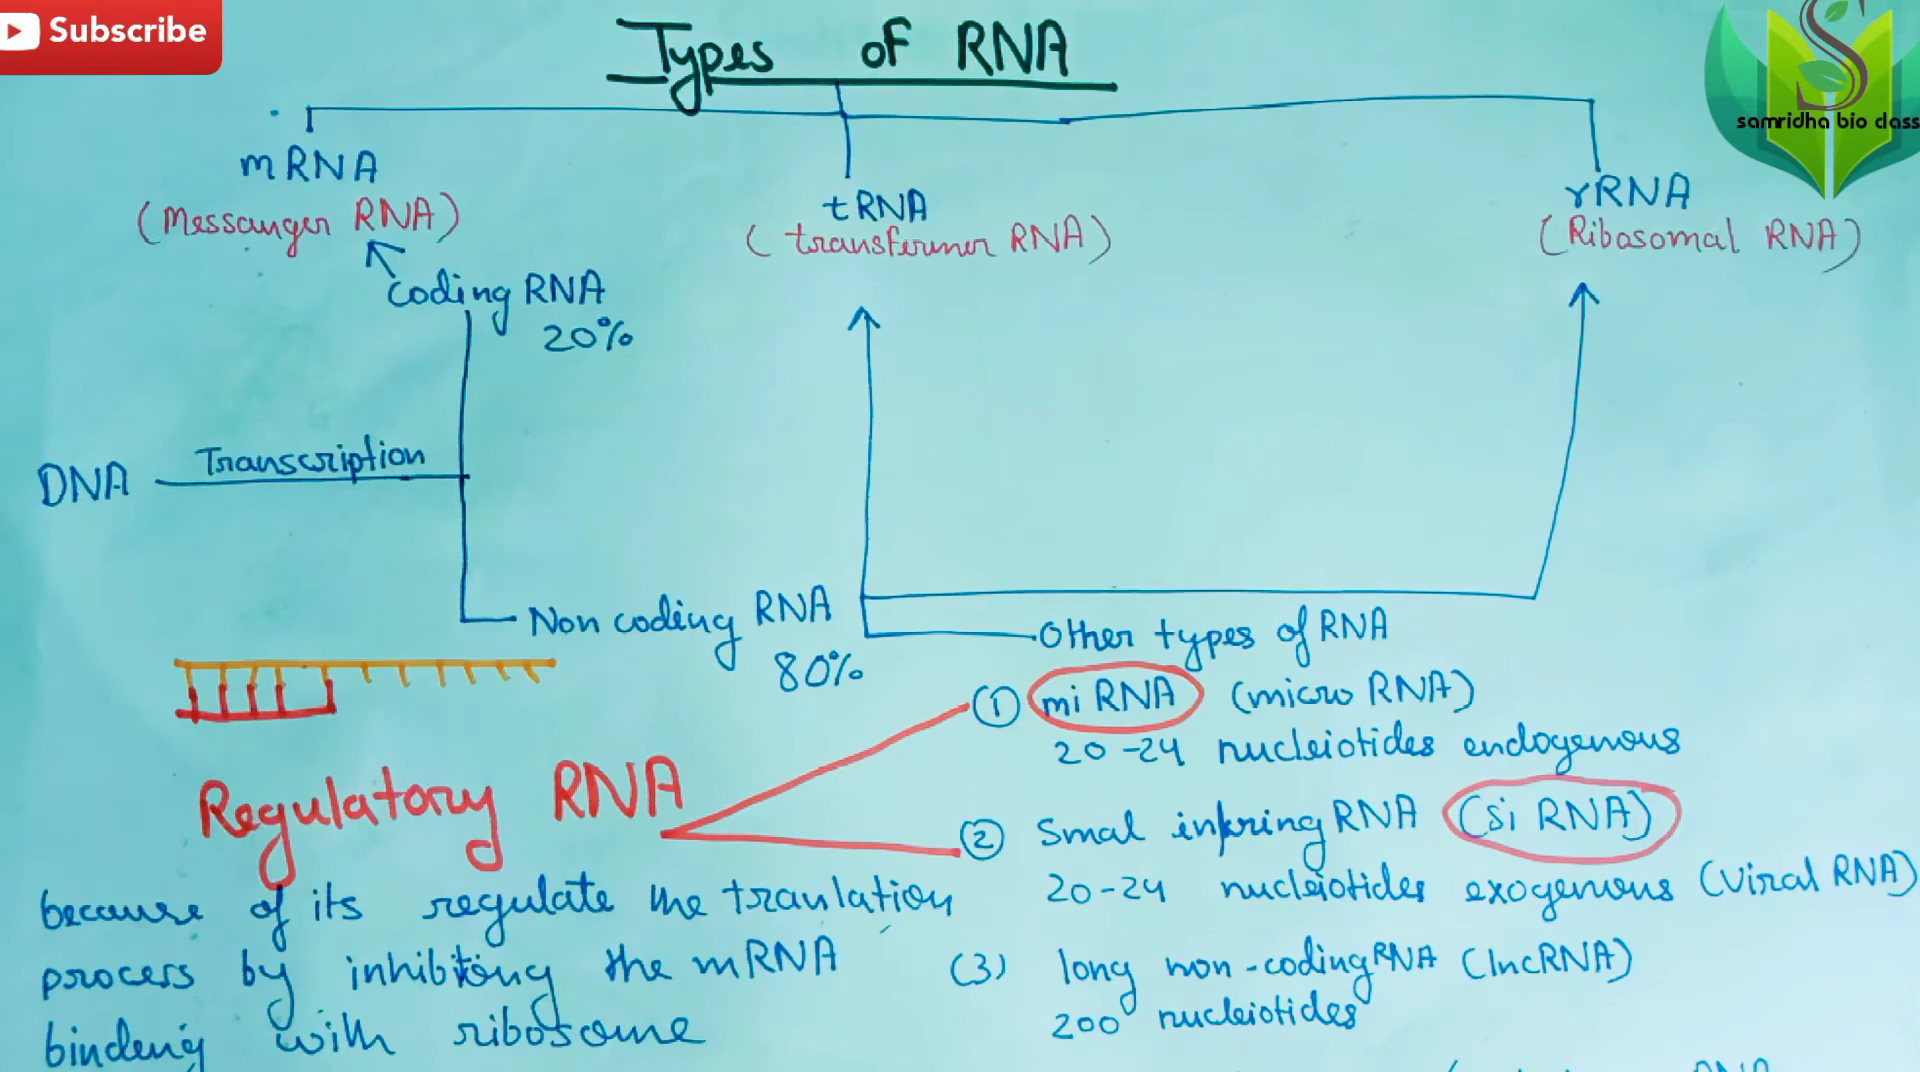 Subscribe
Types of RNA
samridha bio class
mRNA
(Messanger RNA)
tRNA
(transfermer RNA)
rRNA
(Ribosomal RNA)
Coding RNA
20%
DNA
Transcription
Non coding RNA
80%
Other types of RNA
(1) mi RNA (micro RNA)
20-24 nucleiotides endogenous
Regulatory RNA
(2) Smal RNA (si RNA)
20-24 nucleiotides exogenous (Viral RNA)
because of its regulate the tranlation
process by the mRNA
binding with ribosome
(3) long non-coding RNA (lncRNA)
200 nucleiotides